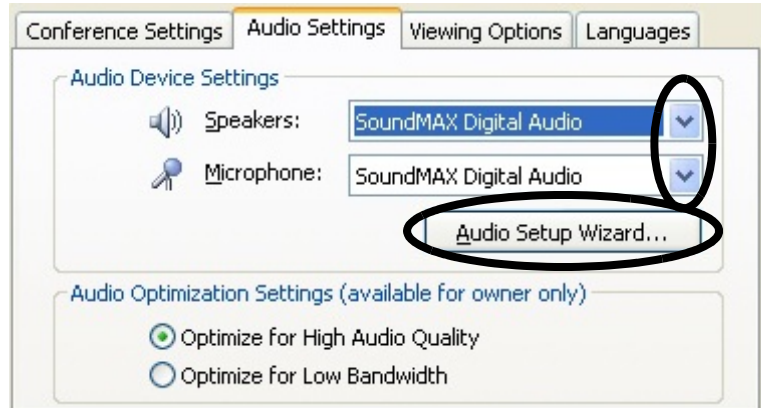 Conference Settings Audio Settings Viewing Options Languages
Audio Device Settings
Speakers: SoundMAX Digital Audio
Microphone: SoundMAX Digital Audio
Audio Setup Wizard...
Audio Optimization Settings (available for owner only)
Optimize for High Audio Quality
Optimize for Low Bandwidth